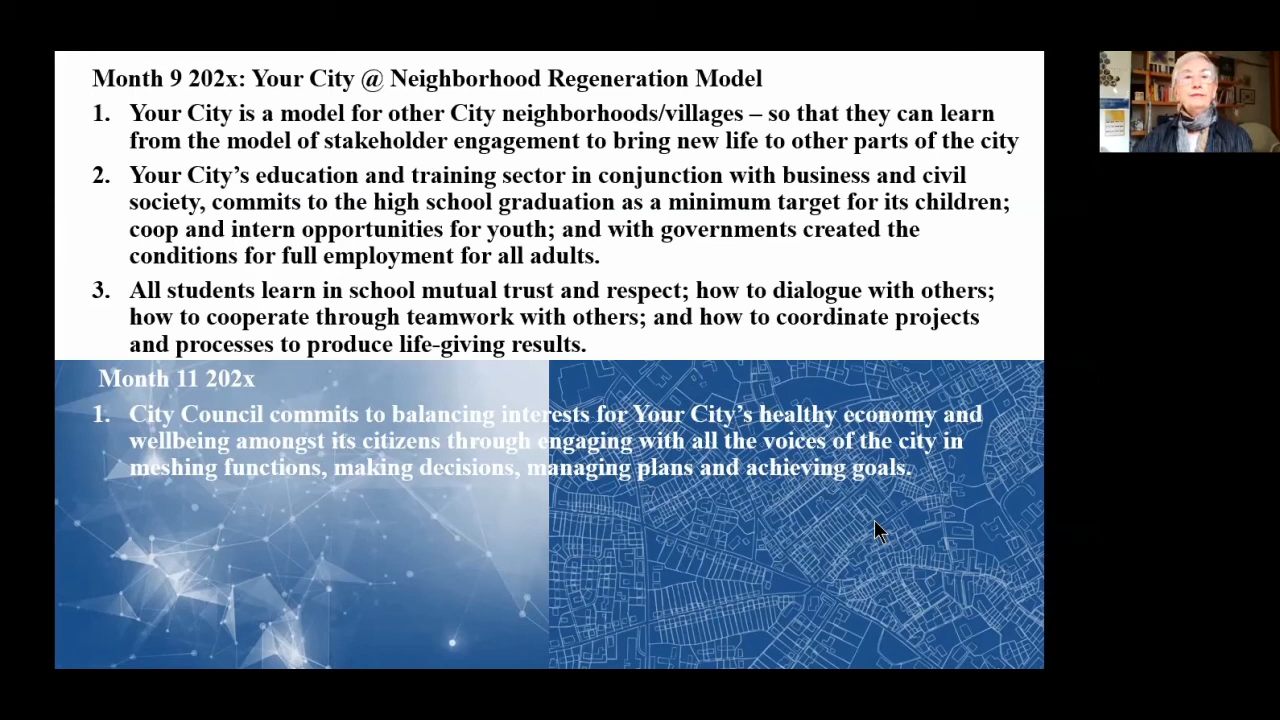 Month 9 202x: Your City @ Neighborhood Regeneration Model
1. Your City is a model for other City neighborhoods/villages – so that they can learn
from the model of stakeholder engagement to bring new life to other parts of the city
2. Your City’s education and training sector in conjunction with business and civil
society, commits to the high school graduation as a minimum target for its children;
coop and intern opportunities for youth; and with governments created the
conditions for full employment for all adults.
3. All students learn in school mutual trust and respect; how to dialogue with others;
how to cooperate through teamwork with others; and how to coordinate projects
and processes to produce life-giving results.
Month 11 202x
1. City Council commits to balancing interests for Your City’s healthy economy and
wellbeing amongst its citizens through engaging with all the voices of the city in
meshing functions, making decisions, managing plans and achieving goals.